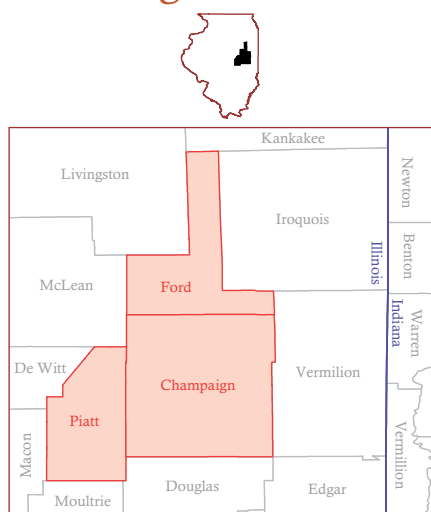 Kankakee
Livingston
Newton
Iroquois
Illinois
Benton
McLean
Ford
Indiana
Warren
De Witt
Champaign
Vermilion
Piatt
Macon
Vermillion
Douglas
Edgar
Moultrie